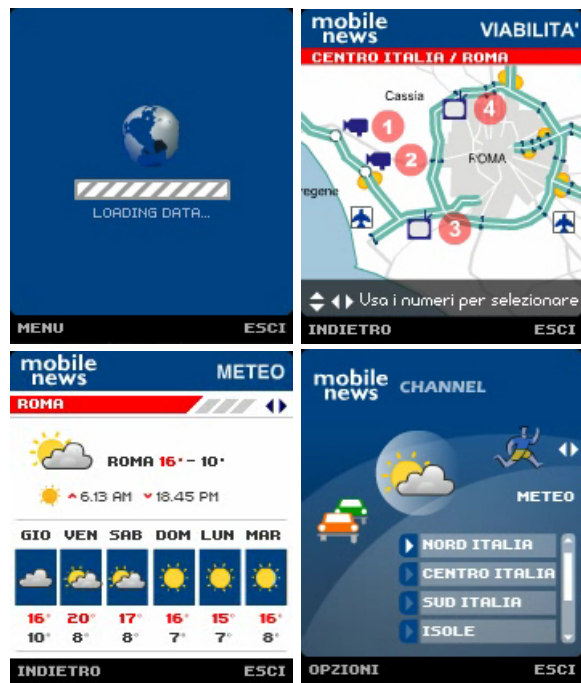 LOADING DATA...
MENU ESCI
mobile news VIABILITA'
CENTRO ITALIA / ROMA
Cassia
1
4
2
ROMA
egene
3
Usa i numeri per selezionare
INDIETRO ESCI
mobile news METEO
ROMA
ROMA 16°- 10°
6.13 AM 18.45 PM
GIO VEN SAB DOM LUN MAR
16° 20° 17° 16° 15° 16°
10° 8° 8° 7° 7° 8°
INDIETRO ESCI
mobile news CHANNEL
METEO
NORD ITALIA
CENTRO ITALIA
SUD ITALIA
ISOLE
OPZIONI ESCI